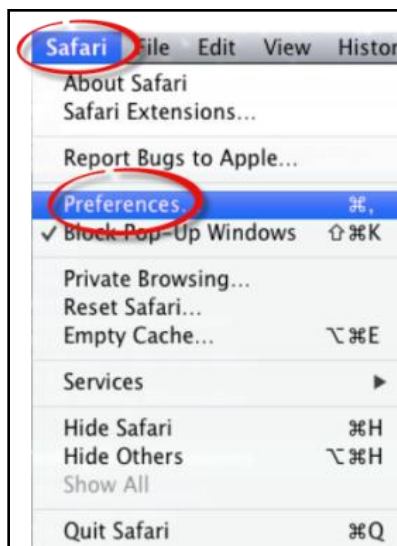 Safari File Edit View Histor
About Safari
Safari Extensions...
Report Bugs to Apple...
Preferences... ⌘,
✓ Block Pop-Up Windows ⇧⌘K
Private Browsing...
Reset Safari...
Empty Cache... ⌥⌘E
Services ▶
Hide Safari ⌘H
Hide Others ⌥⌘H
Show All
Quit Safari ⌘Q